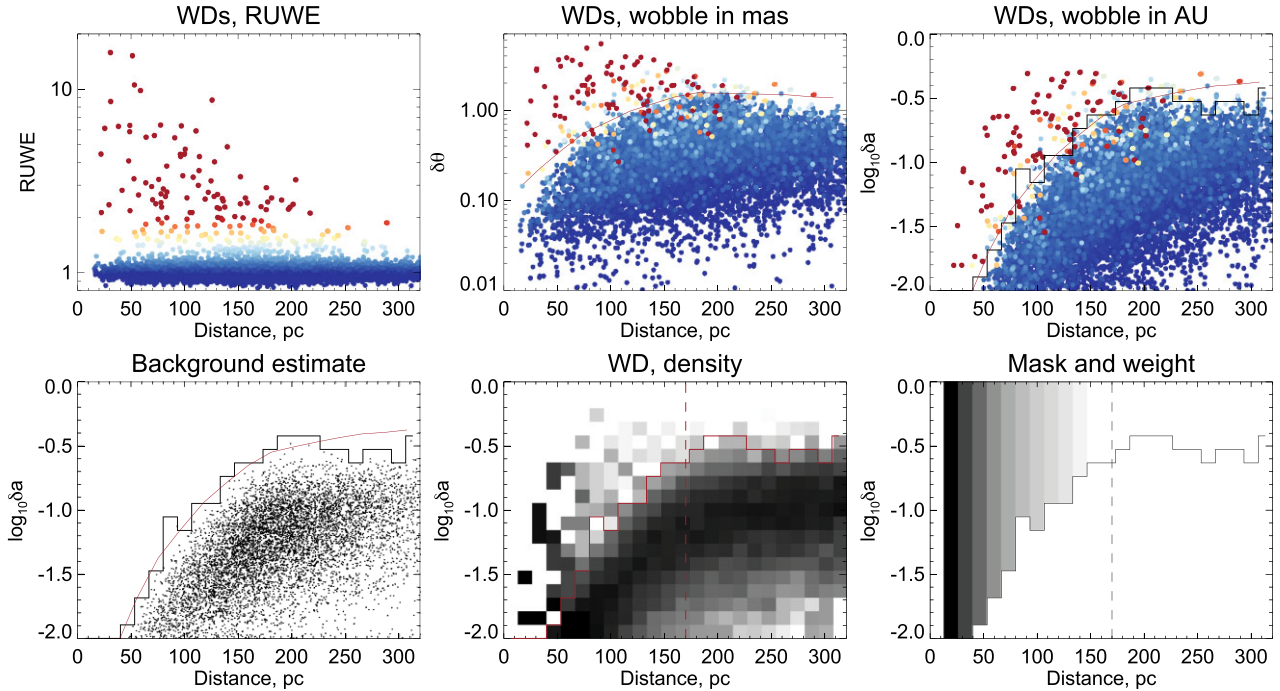 WDs, RUWE
WDs, wobble in mas
WDs, wobble in AU
RUWE
10
1
0 50 100 150 200 250 300
Distance, pc
δθ
1.00
0.10
0.01
0 50 100 150 200 250 300
Distance, pc
log₁₀δa
0.0
-0.5
-1.0
-1.5
-2.0
0 50 100 150 200 250 300
Distance, pc
Background estimate
WD, density
Mask and weight
log₁₀δa
0.0
-0.5
-1.0
-1.5
-2.0
0 50 100 150 200 250 300
Distance, pc
log₁₀δa
0.0
-0.5
-1.0
-1.5
-2.0
0 50 100 150 200 250 300
Distance, pc
log₁₀δa
0.0
-0.5
-1.0
-1.5
-2.0
0 50 100 150 200 250 300
Distance, pc